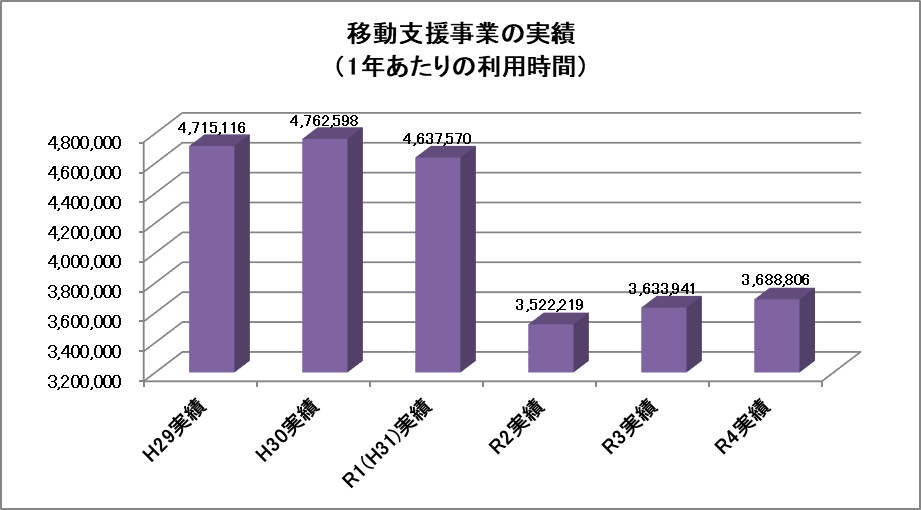 移動支援事業の実績
（1年あたりの利用時間）
4,715,116
4,762,598
4,637,570
3,522,219
3,633,941
3,688,806
4,800,000
4,600,000
4,400,000
4,200,000
4,000,000
3,800,000
3,600,000
3,400,000
3,200,000
H29実績
H30実績
R1(H31)実績
R2実績
R3実績
R4実績